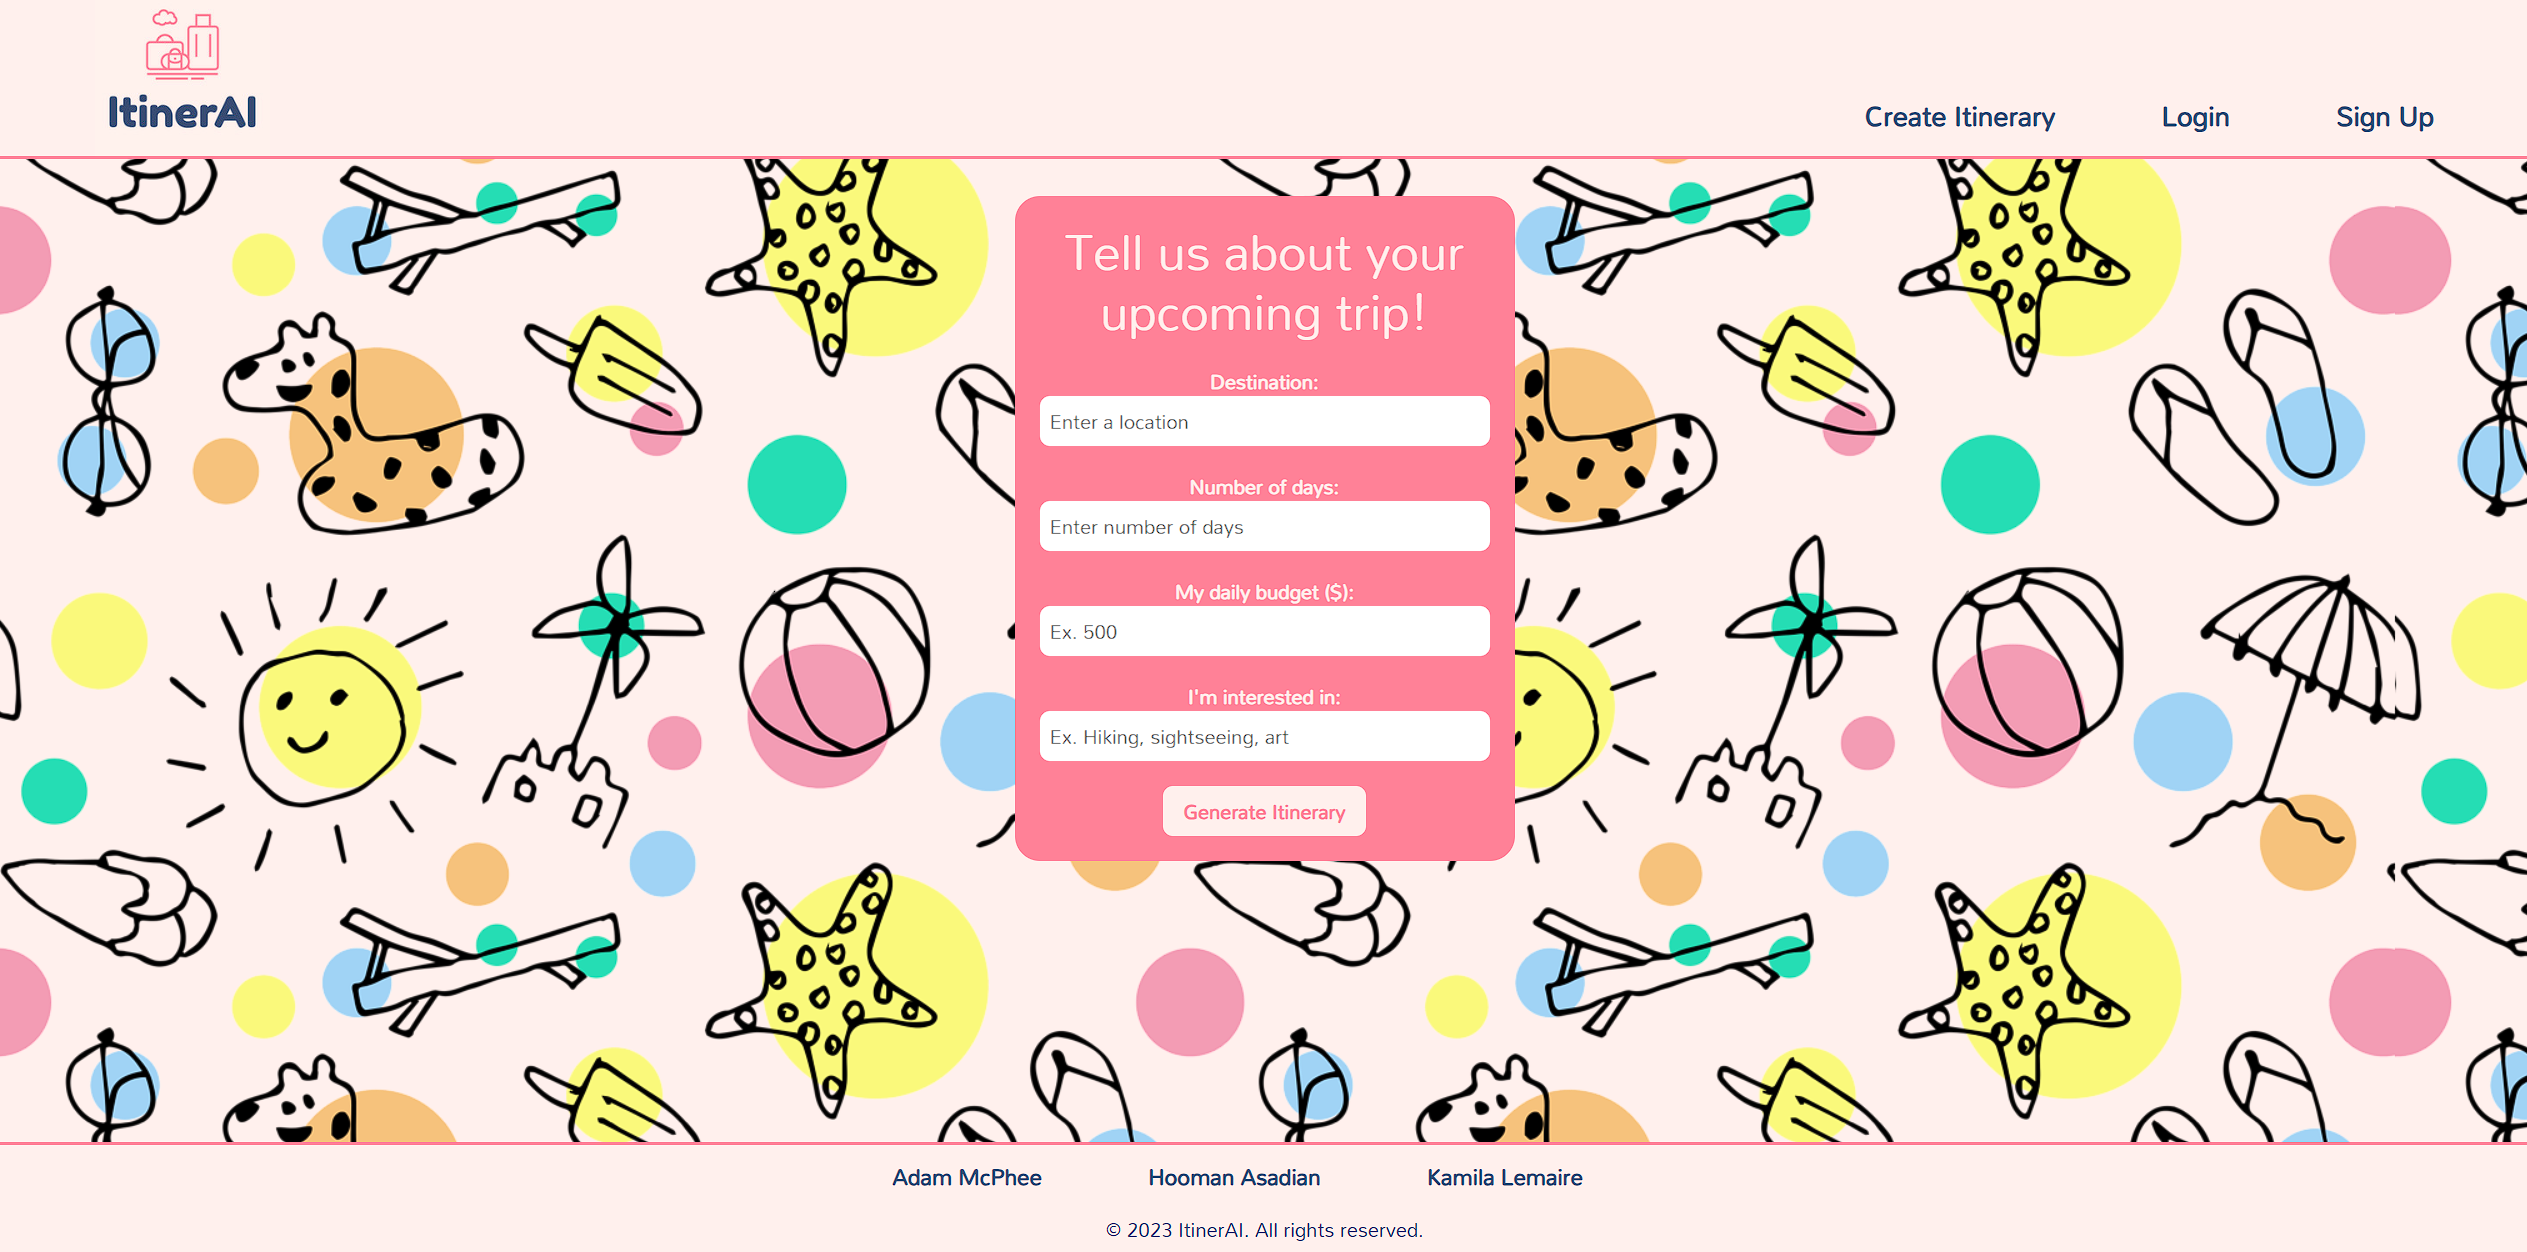 ItinerAI
Create Itinerary
Login
Sign Up
Tell us about your
upcoming trip!
Destination:
Enter a location
Number of days:
Enter number of days
My daily budget ($):
Ex. 500
I'm interested in:
Ex. Hiking, sightseeing, art
Generate Itinerary
Adam McPhee
Hooman Asadian
Kamila Lemaire
© 2023 ItinerAI. All rights reserved.